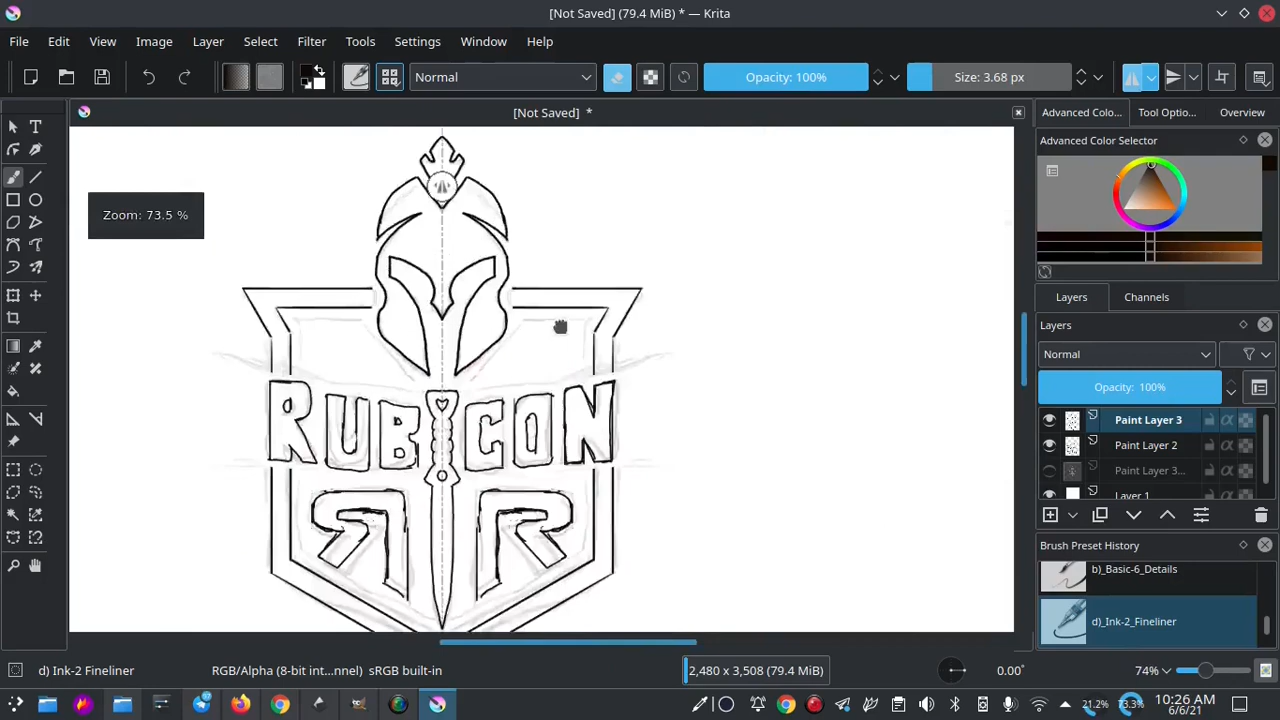 [Not Saved] (79.4 MiB) * — Krita
File Edit View Image Layer Select Filter Tools Settings Window Help
Normal Opacity: 100% Size: 3.68 px
[Not Saved] * Advanced Colo... Tool Optio... Overview
Advanced Color Selector
Zoom: 73.5 %
Layers Channels
Layers
Normal
Opacity: 100%
Paint Layer 3
Paint Layer 2
Paint Layer 3...
Layer 1
RUBICON
R R
Brush Preset History
b)_Basic-6_Details
d)_Ink-2_Fineliner
d) Ink-2 Fineliner RGB/Alpha (8-bit int...nnel) sRGB built-in 2,480 x 3,508 (79.4 MiB) 0.00° 74%
21.2% 73.3% 10:26 AM
6/6/21